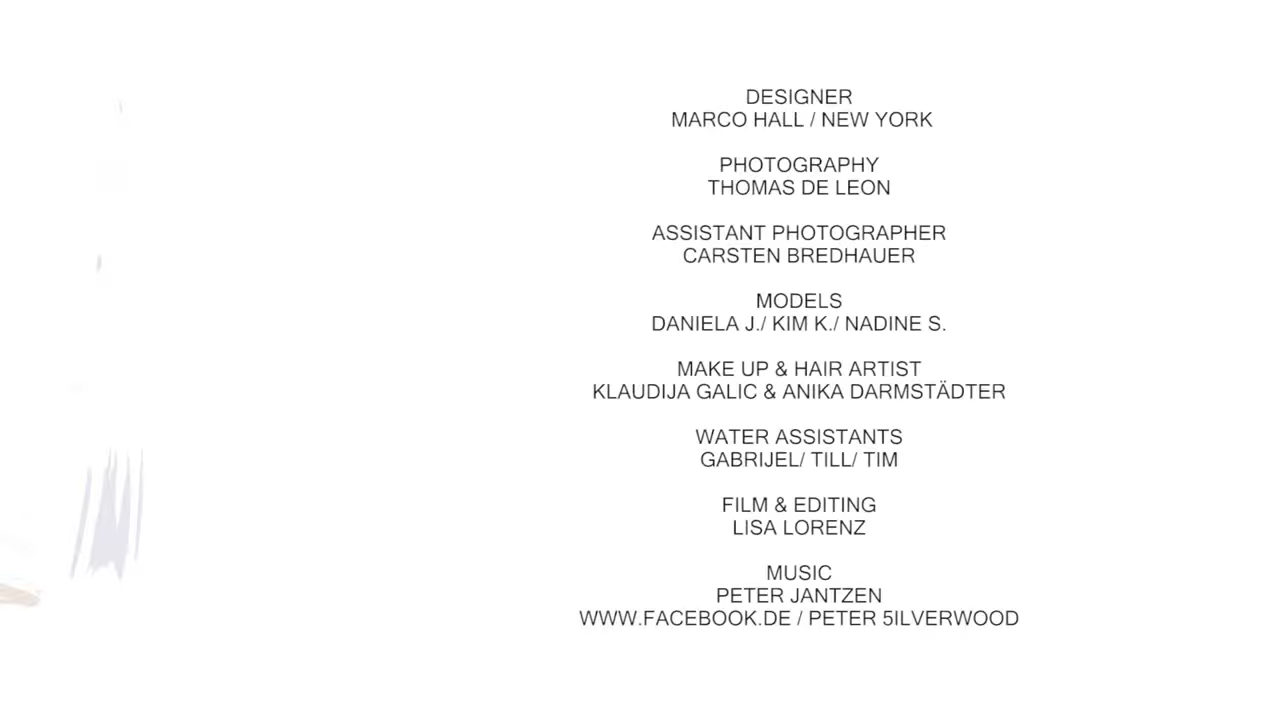 DESIGNER
MARCO HALL / NEW YORK
PHOTOGRAPHY
THOMAS DE LEON
ASSISTANT PHOTOGRAPHER
CARSTEN BREDHAUER
MODELS
DANIELA J./ KIM K./ NADINE S.
MAKE UP & HAIR ARTIST
KLAUDIJA GALIC & ANIKA DARMSTÄDTER
WATER ASSISTANTS
GABRIJEL/ TILL/ TIM
FILM & EDITING
LISA LORENZ
MUSIC
PETER JANTZEN
WWW.FACEBOOK.DE / PETER 5ILVERWOOD